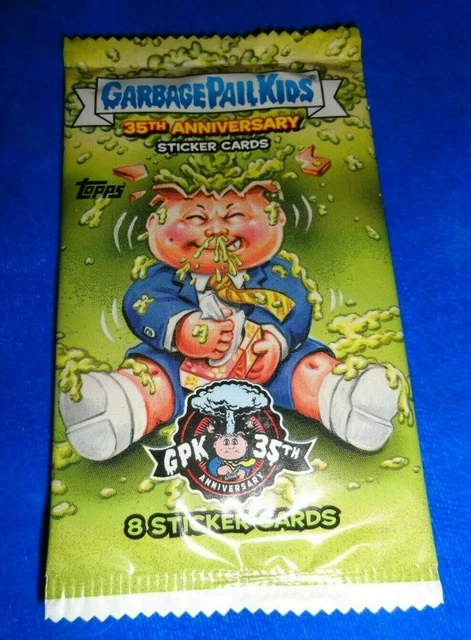 GARBAGE PAIL KIDS®
35TH ANNIVERSARY
STICKER CARDS
topps
GPK 35TH
ANNIVERSARY
8 STICKER CARDS